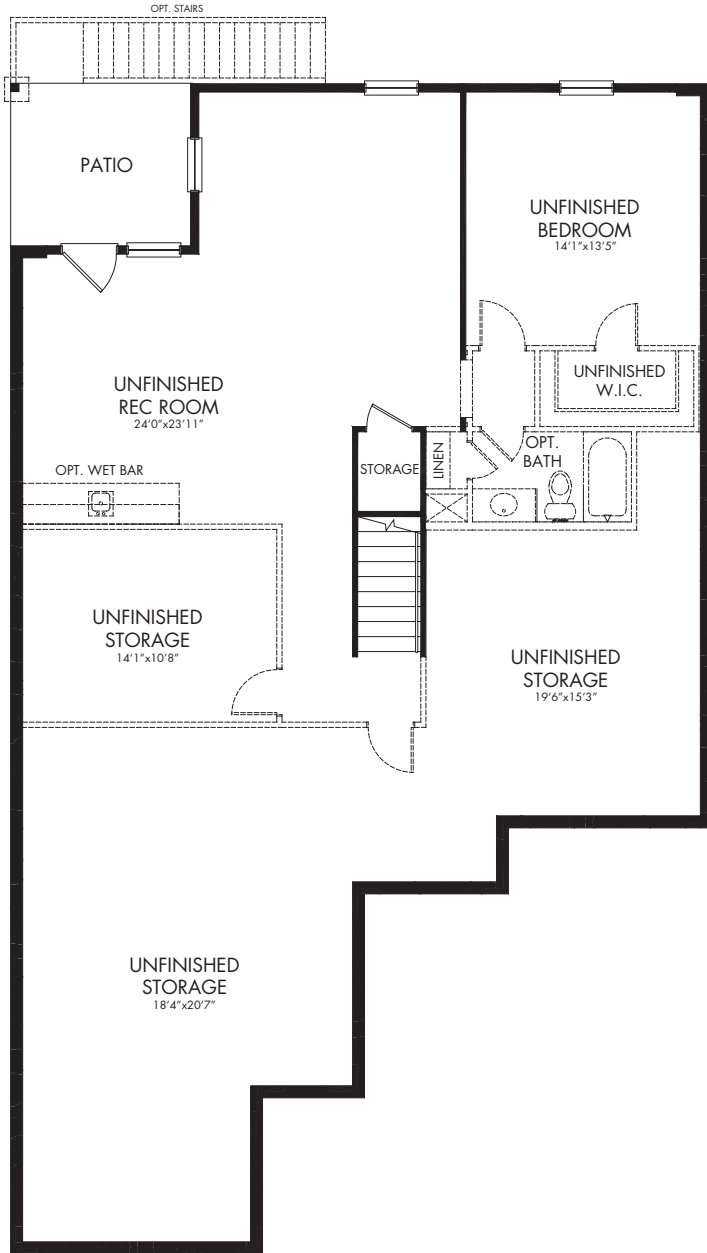 OPT. STAIRS
PATIO
UNFINISHED
BEDROOM
14'1"x13'5"
UNFINISHED
REC ROOM
24'0"x23'11"
UNFINISHED
W.I.C.
OPT. WET BAR
STORAGE
LINEN
OPT.
BATH
UNFINISHED
STORAGE
14'1"x10'8"
UNFINISHED
STORAGE
19'6"x15'3"
UNFINISHED
STORAGE
18'4"x20'7"